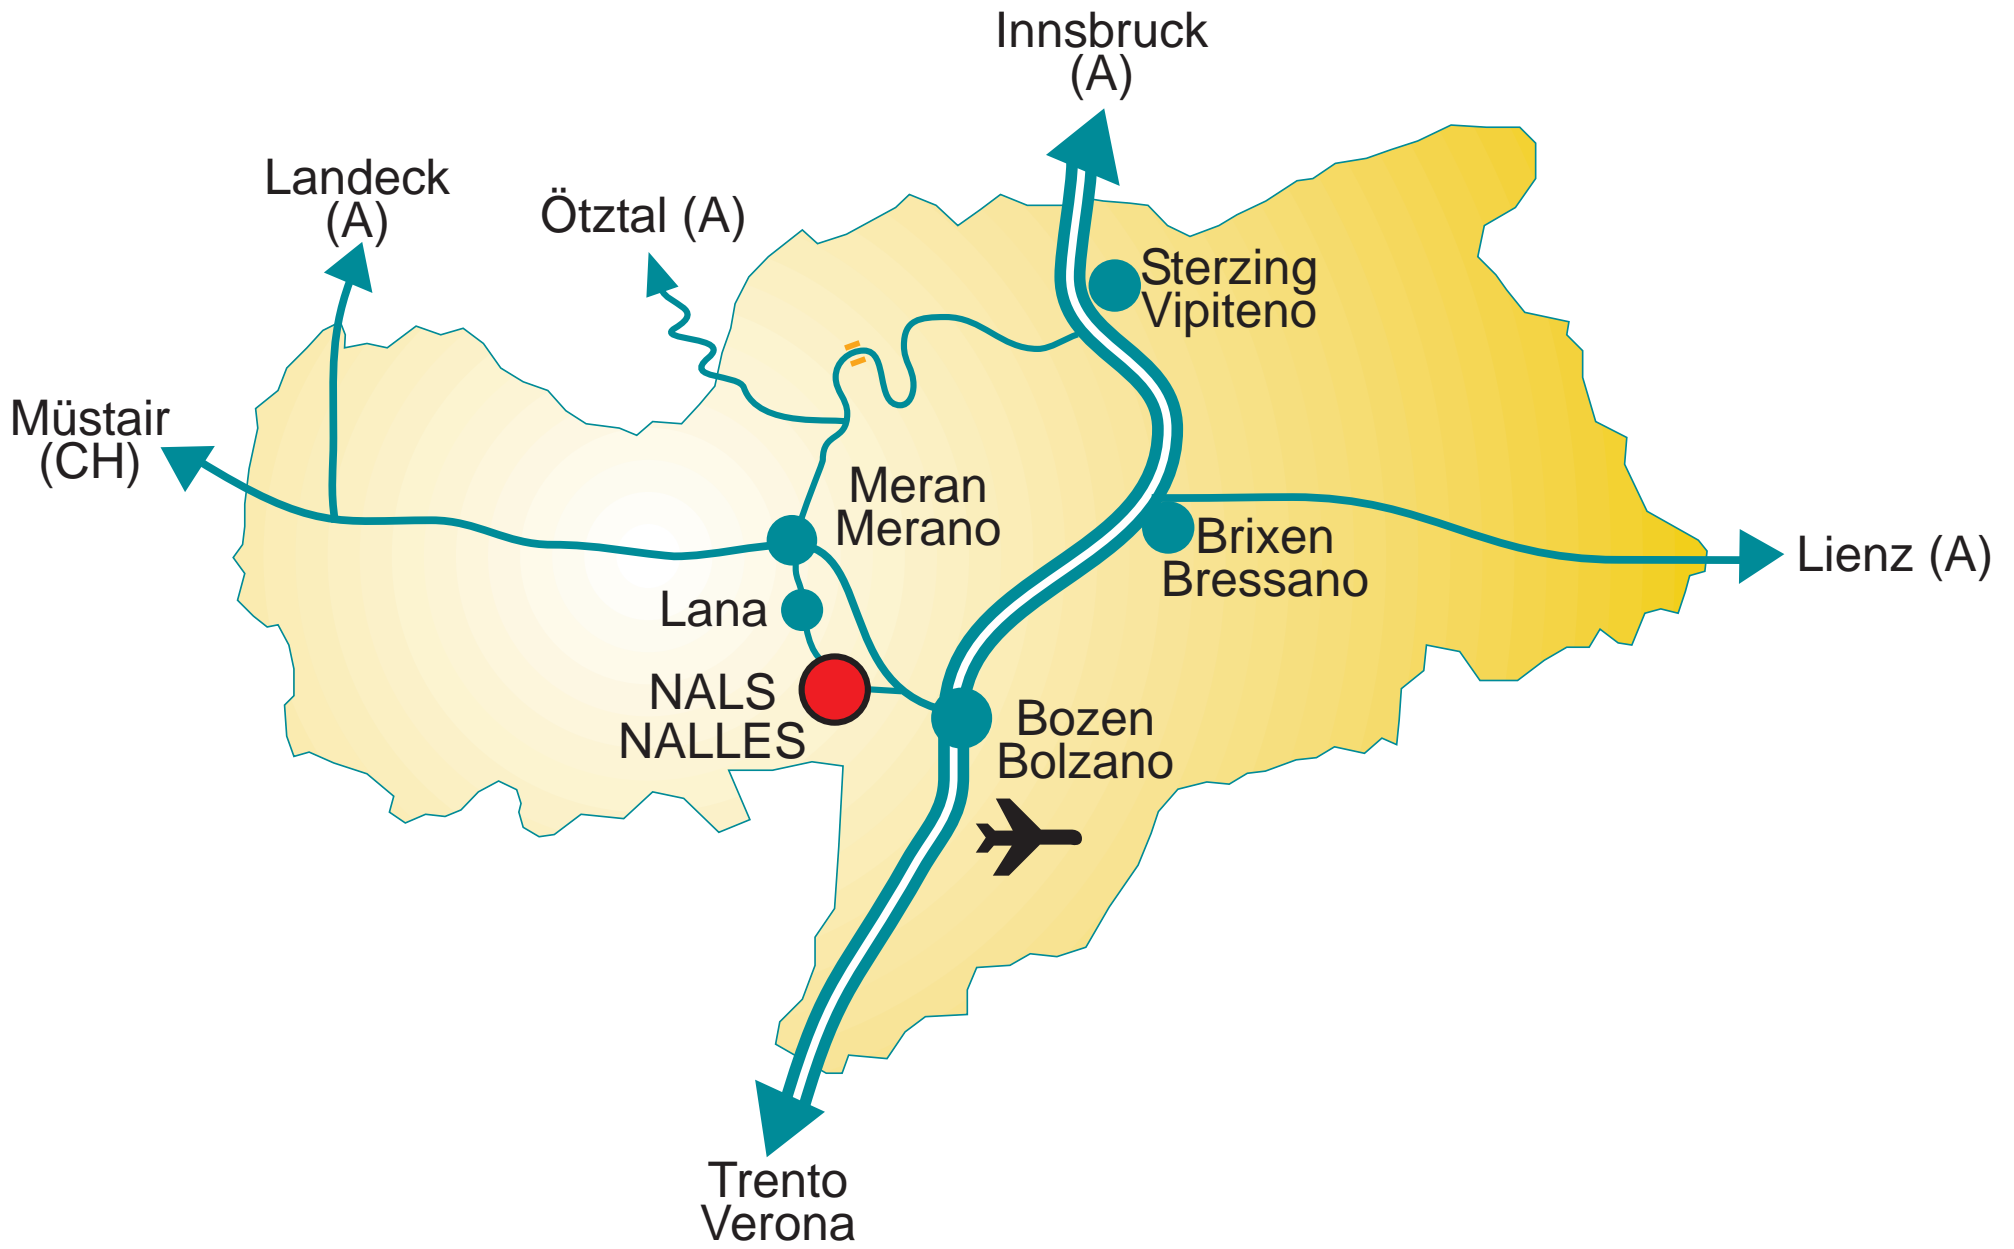 Innsbruck
(A)
Landeck
(A)
Ötztal (A)
Sterzing
Vipiteno
Müstair
(CH)
Meran
Merano
Brixen
Bressano
Lienz (A)
Lana
NALS
NALLES
Bozen
Bolzano
Trento
Verona